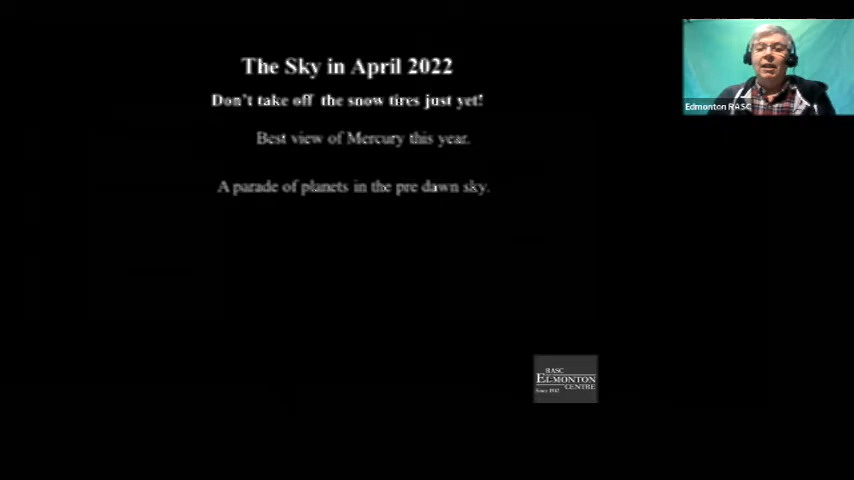 The Sky in April 2022
Don't take off the snow tires just yet!
Best view of Mercury this year.
A parade of planets in the pre dawn sky.
Edmonton RASC
RASC
EDMONTON
CENTRE